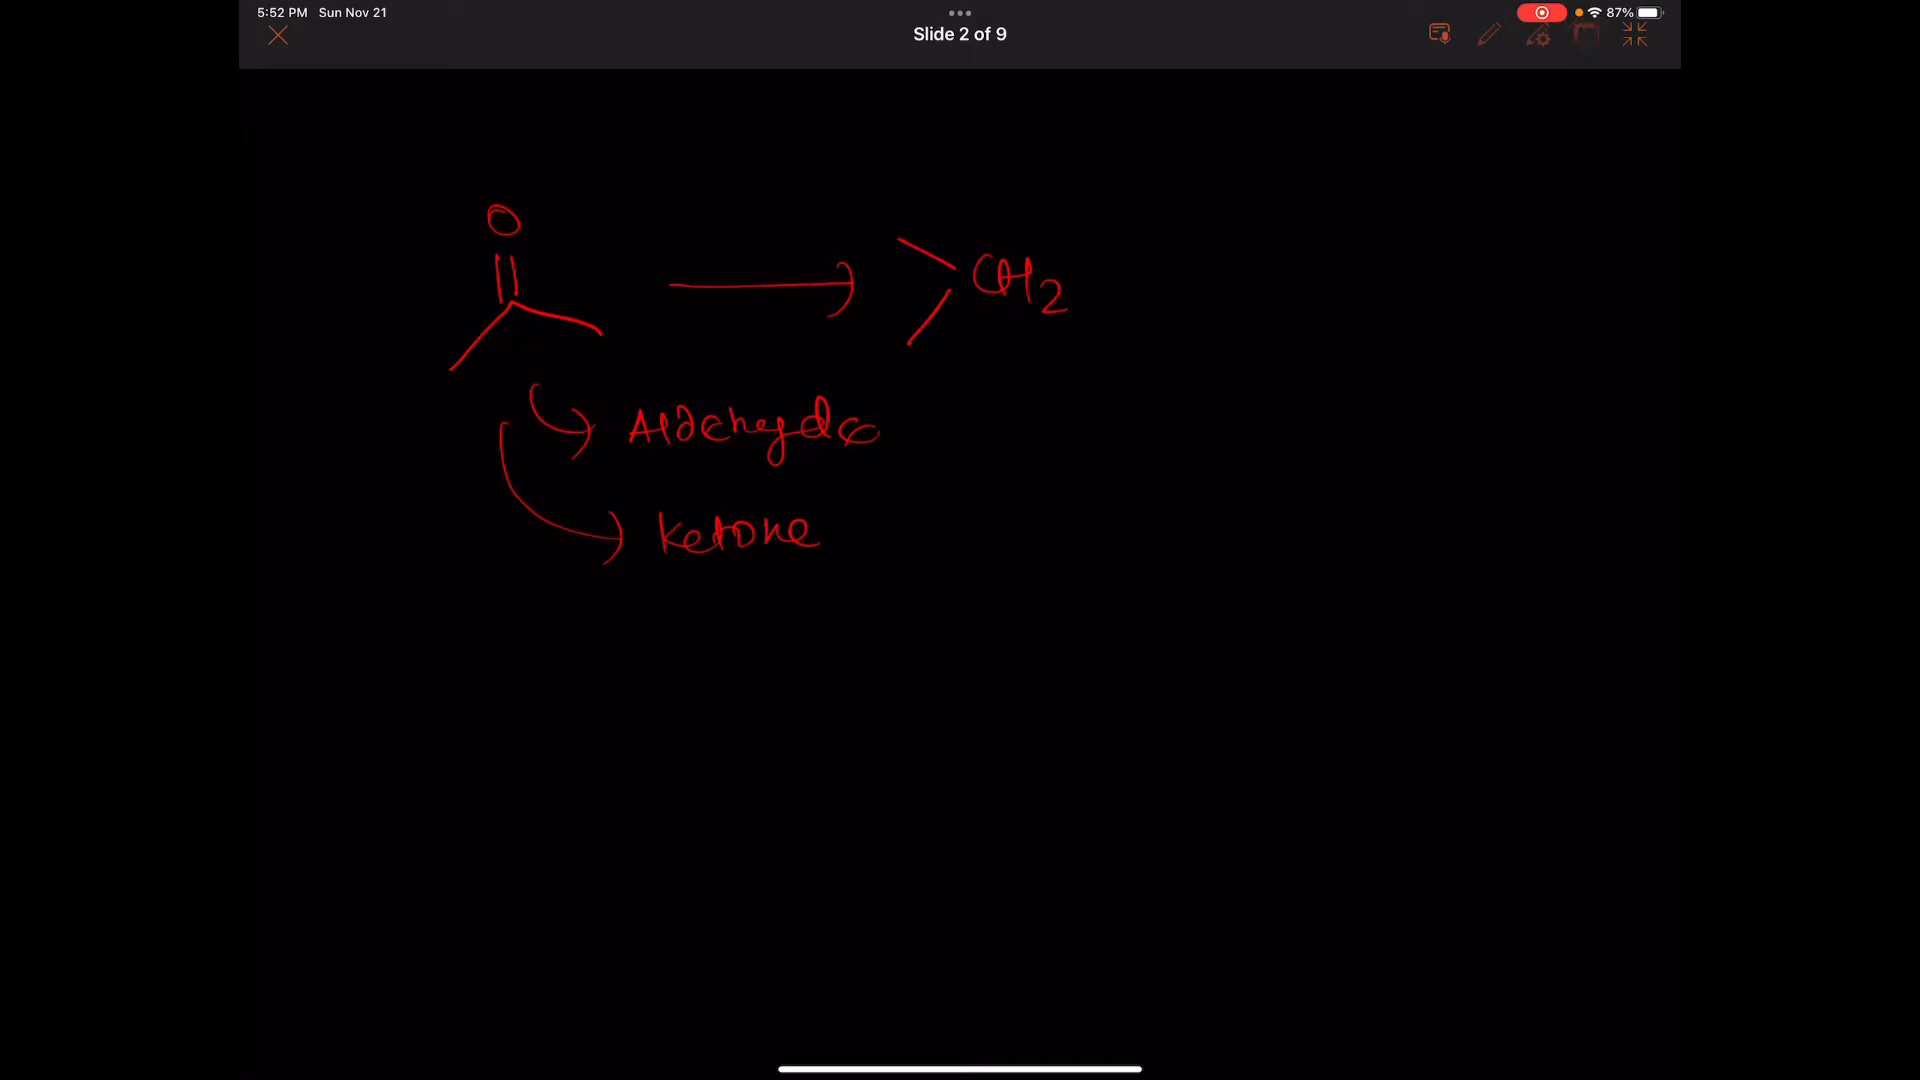 5:52 PM Sun Nov 21
87%
Slide 2 of 9
O
CH2
Aldehyde
Ketone